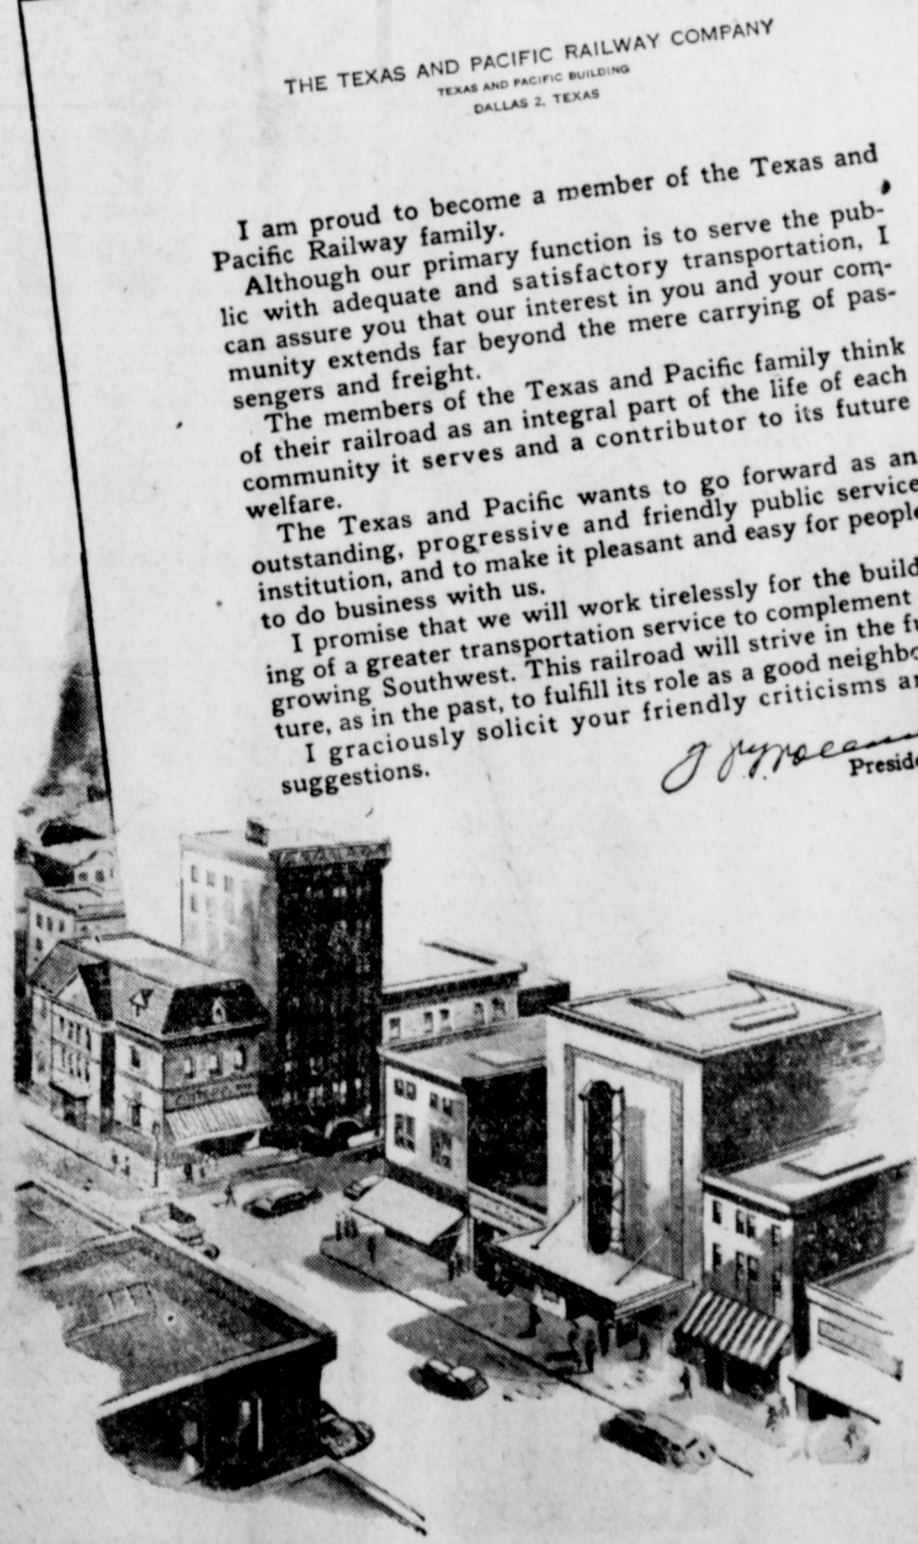 THE TEXAS AND PACIFIC RAILWAY COMPANY
TEXAS AND PACIFIC BUILDING
DALLAS 2, TEXAS
I am proud to become a member of the Texas and
Pacific Railway family.
Although our primary function is to serve the pub-
lic with adequate and satisfactory transportation, I
can assure you that our interest in you and your com-
munity extends far beyond the mere carrying of pas-
sengers and freight.
The members of the Texas and Pacific family think
of their railroad as an integral part of the life of each
community it serves and a contributor to its future
welfare.
The Texas and Pacific wants to go forward as an
outstanding, progressive and friendly public service
institution, and to make it pleasant and easy for people
to do business with us.
I promise that we will work tirelessly for the build
ing of a greater transportation service to complement
growing Southwest. This railroad will strive in the fu
ture, as in the past, to fulfill its role as a good neighbo
I graciously solicit your friendly criticisms an
suggestions.
Preside